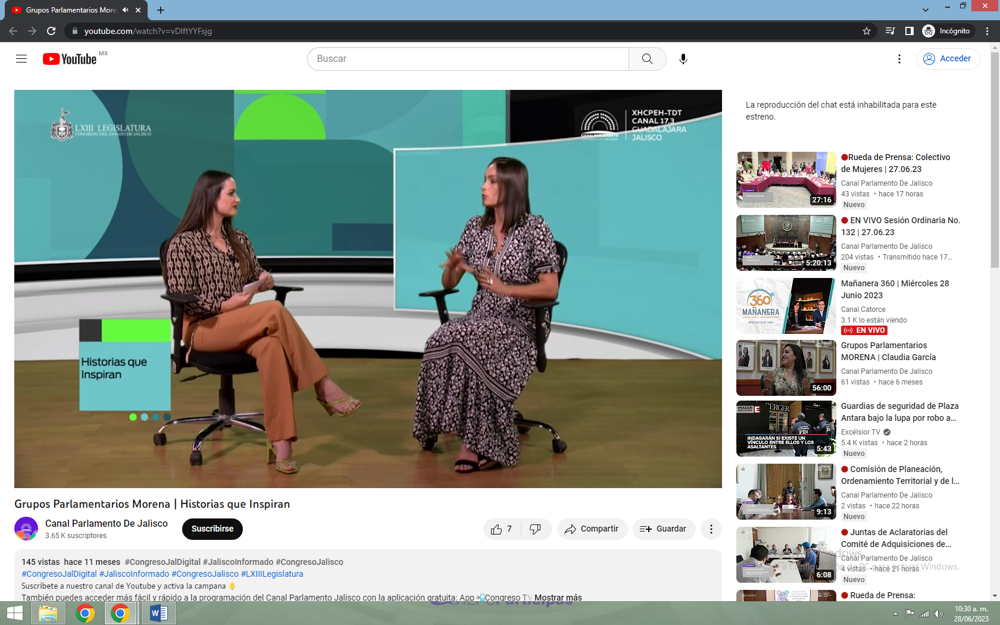 Grupos Parlamentarios More
youtube.com/watch?v=vDIftYYFsjg
Incógnito
YouTube MX
Buscar
Acceder
LXIII LEGISLATURA
CONGRESO DEL ESTADO DE JALISCO
XHCPEH-TDT
CANAL 17.3
GUADALAJARA
JALISCO
Historias que
Inspiran
Grupos Parlamentarios Morena | Historias que Inspiran
Canal Parlamento De Jalisco
3.65 K suscriptores
Suscribirse
7
Compartir
Guardar
145 vistas hace 11 meses #CongresoJalDigital #JaliscoInformado #CongresoJalisco
#CongresoJalDigital #JaliscoInformado #CongresoJalisco #LXIIILegislatura
Suscríbete a nuestro canal de Youtube y activa la campana
También puedes acceder más fácil y rápido a la programación del Canal Parlamento Jalisco con la aplicación gratuita: App Congreso TV Mostrar más
La reproducción del chat está inhabilitada para este
estreno.
27:16
Rueda de Prensa: Colectivo
de Mujeres | 27.06.23
Canal Parlamento De Jalisco
43 vistas • hace 17 horas
Nuevo
5:20:13
EN VIVO Sesión Ordinaria No.
132 | 27.06.23
Canal Parlamento De Jalisco
204 vistas • Transmitido hace 17...
Nuevo
360
MAÑANERA
Mañanera 360 | Miércoles 28
Junio 2023
Canal Catorce
3.1 K lo están viendo
EN VIVO
56:00
Grupos Parlamentarios
MORENA | Claudia García
Canal Parlamento De Jalisco
61 vistas • hace 6 meses
INDAGARÁN SI EXISTE UN
VÍNCULO ENTRE ELLOS Y LOS
ASALTANTES
5:43
Guardias de seguridad de Plaza
Antara bajo la lupa por robo a...
Excélsior TV
5.4 K vistas • hace 2 horas
Nuevo
9:13
Comisión de Planeación,
Ordenamiento Territorial y de l...
Canal Parlamento De Jalisco
2 vistas • hace 22 horas
Nuevo
6:08
Juntas de Aclaratorias del
Comité de Adquisiciones de...
Canal Parlamento De Jalisco
4 vistas • hace 21 horas
Nuevo
a Configuración de PC para activar Windows.
Rueda de Prensa:
Participas
10:30 a. m.
28/06/2023